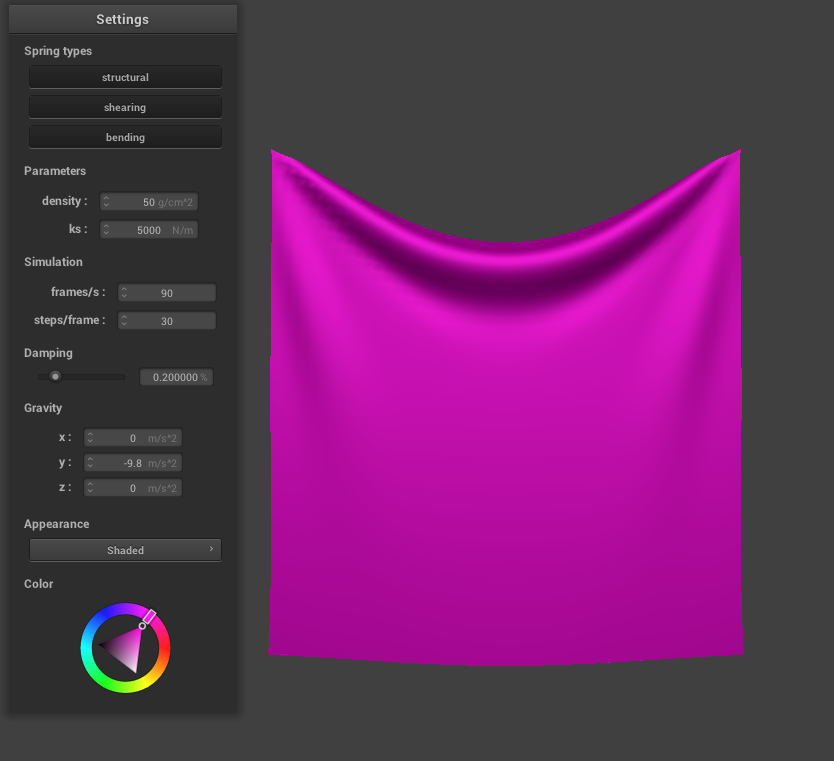 Settings
Spring types
structural
shearing
bending
Parameters
density : 50 g/cm^2
ks : 5000 N/m
Simulation
frames/s : 90
steps/frame : 30
Damping
0.200000 %
Gravity
x : 0 m/s^2
y : -9.8 m/s^2
z : 0 m/s^2
Appearance
Shaded
Color